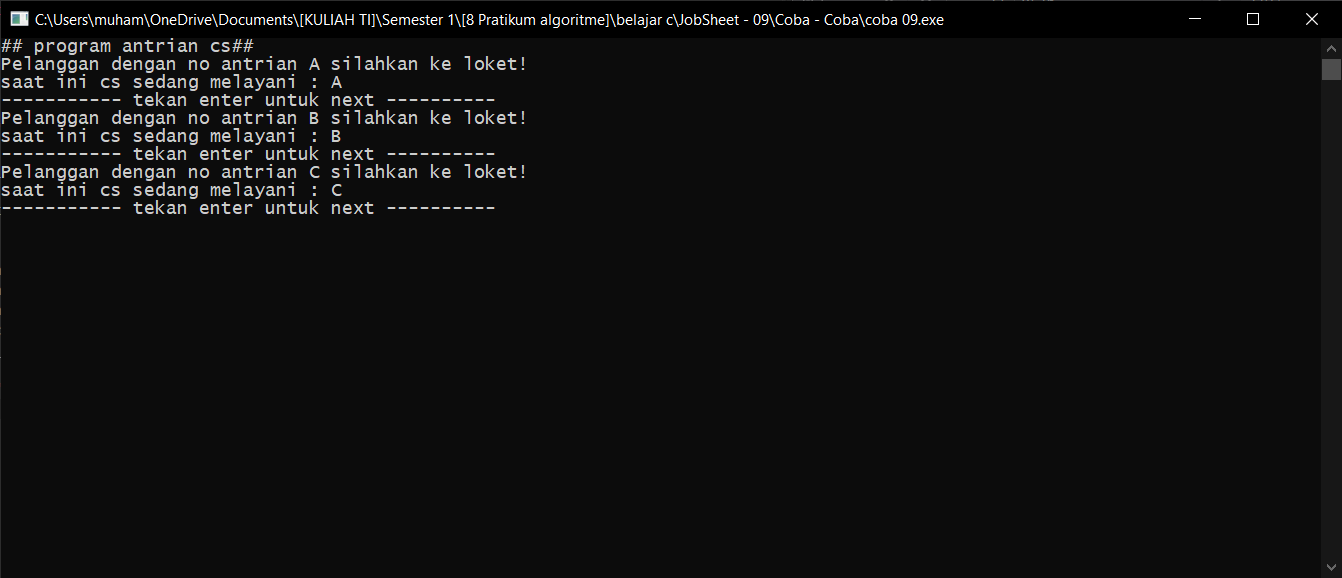 C:\Users\muham\OneDrive\Documents\[KULIAH TI]\Semester 1\[8 Pratikum algoritme]\belajar c\JobSheet - 09\Coba - Coba\coba 09.exe
## program antrian cs##
Pelanggan dengan no antrian A silahkan ke loket!
saat ini cs sedang melayani : A
----------- tekan enter untuk next ----------
Pelanggan dengan no antrian B silahkan ke loket!
saat ini cs sedang melayani : B
----------- tekan enter untuk next ----------
Pelanggan dengan no antrian C silahkan ke loket!
saat ini cs sedang melayani : C
----------- tekan enter untuk next ----------